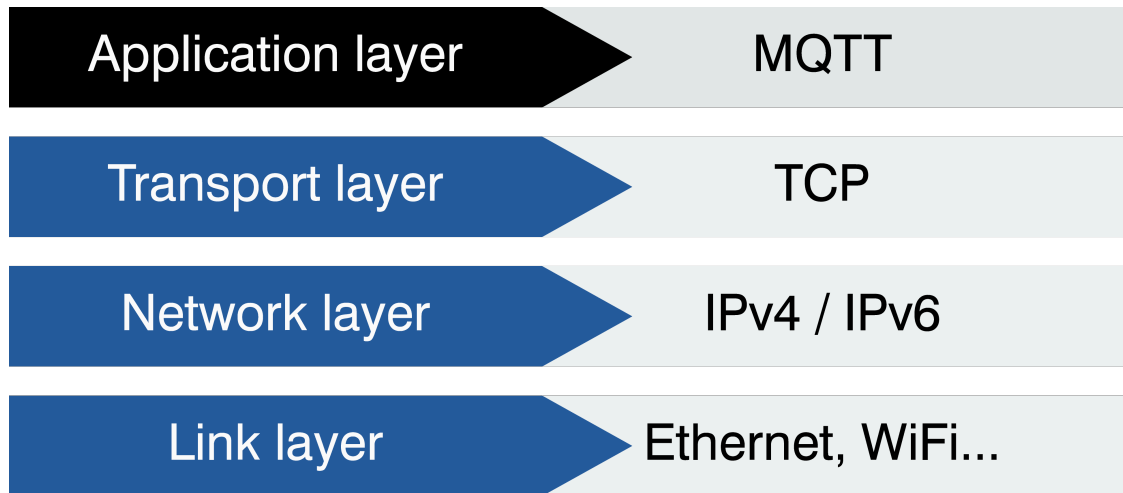 Application layer MQTT
Transport layer TCP
Network layer IPv4 / IPv6
Link layer Ethernet, WiFi...